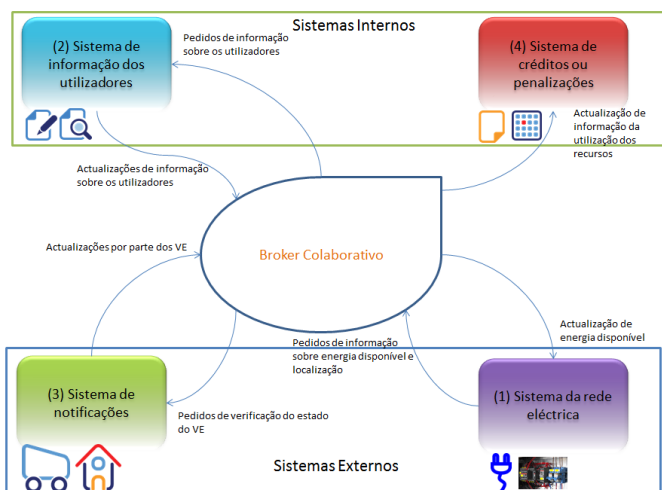 Sistemas Internos
(2) Sistema de
informação dos
utilizadores
Pedidos de informação
sobre os utilizadores
(4) Sistema de
créditos ou
penalizações
Actualização de
informação da
utilização dos
recursos
Actualizações de informação
sobre os utilizadores
Broker Colaborativo
Actualizações por parte dos VE
Actualização de
energia disponível
Pedidos de informação
sobre energia disponível e
localização
(3) Sistema de
notificações
Pedidos de verificação do estado
do VE
(1) Sistema da rede
eléctrica
Sistemas Externos